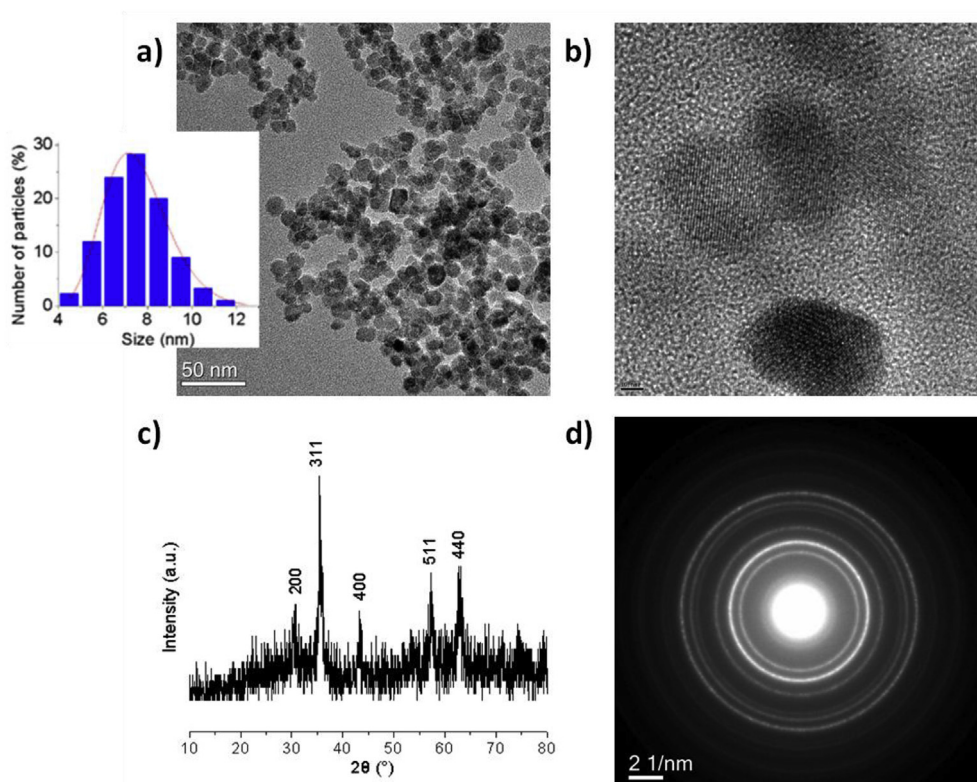 a)
b)
Number of particles (%)
30
20
10
0
4 6 8 10 12
Size (nm)
50 nm
c)
d)
Intensity (a.u.)
200
311
400
511
440
10 20 30 40 50 60 70 80
2θ (°)
2 1/nm